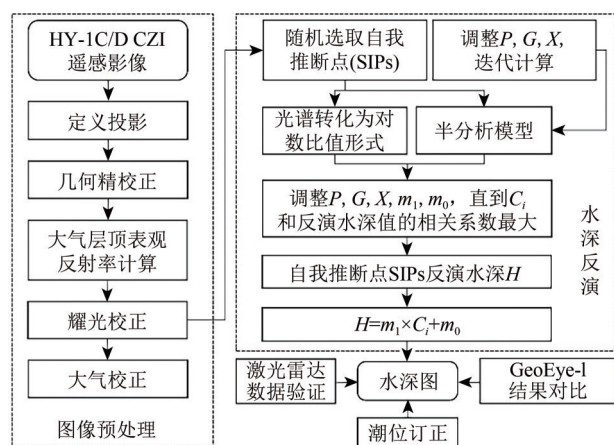 HY-1C/D CZI
遥感影像
定义投影
几何精校正
大气层顶表观
反射率计算
耀光校正
大气校正
图像预处理
随机选取自我
推断点(SIPs)
调整P, G, X,
迭代计算
光谱转化为对
数比值形式
半分析模型
调整P, G, X, m₁, m₀，直到Cᵢ
和反演水深值的相关系数最大
自我推断点SIPs反演水深H
H=m₁×Cᵢ+m₀
水深反演
激光雷达
数据验证
水深图
GeoEye-l
结果对比
潮位订正